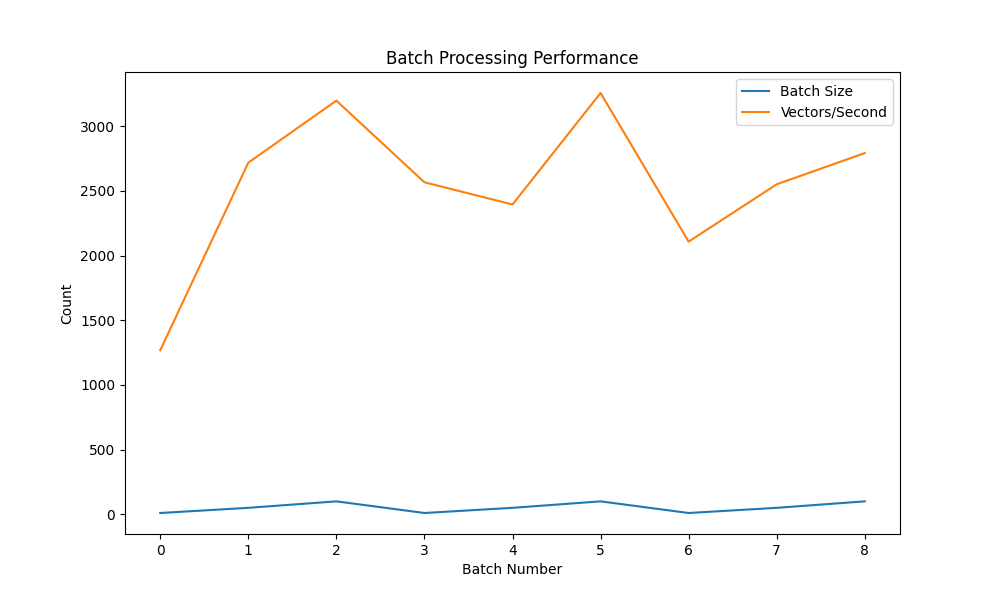 Batch Processing Performance
Batch Size
Vectors/Second
3000
2500
2000
1500
1000
500
0
Count
0 1 2 3 4 5 6 7 8
Batch Number